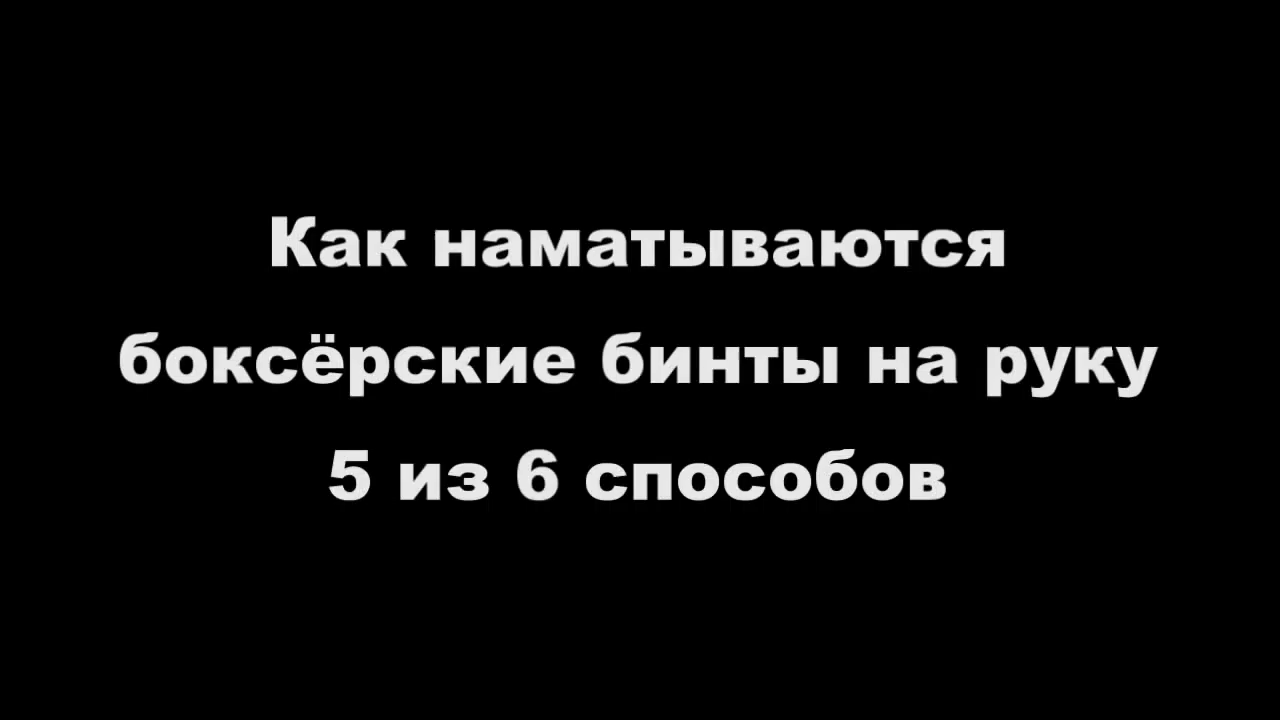 Как наматываются
боксёрские бинты на руку
5 из 6 способов